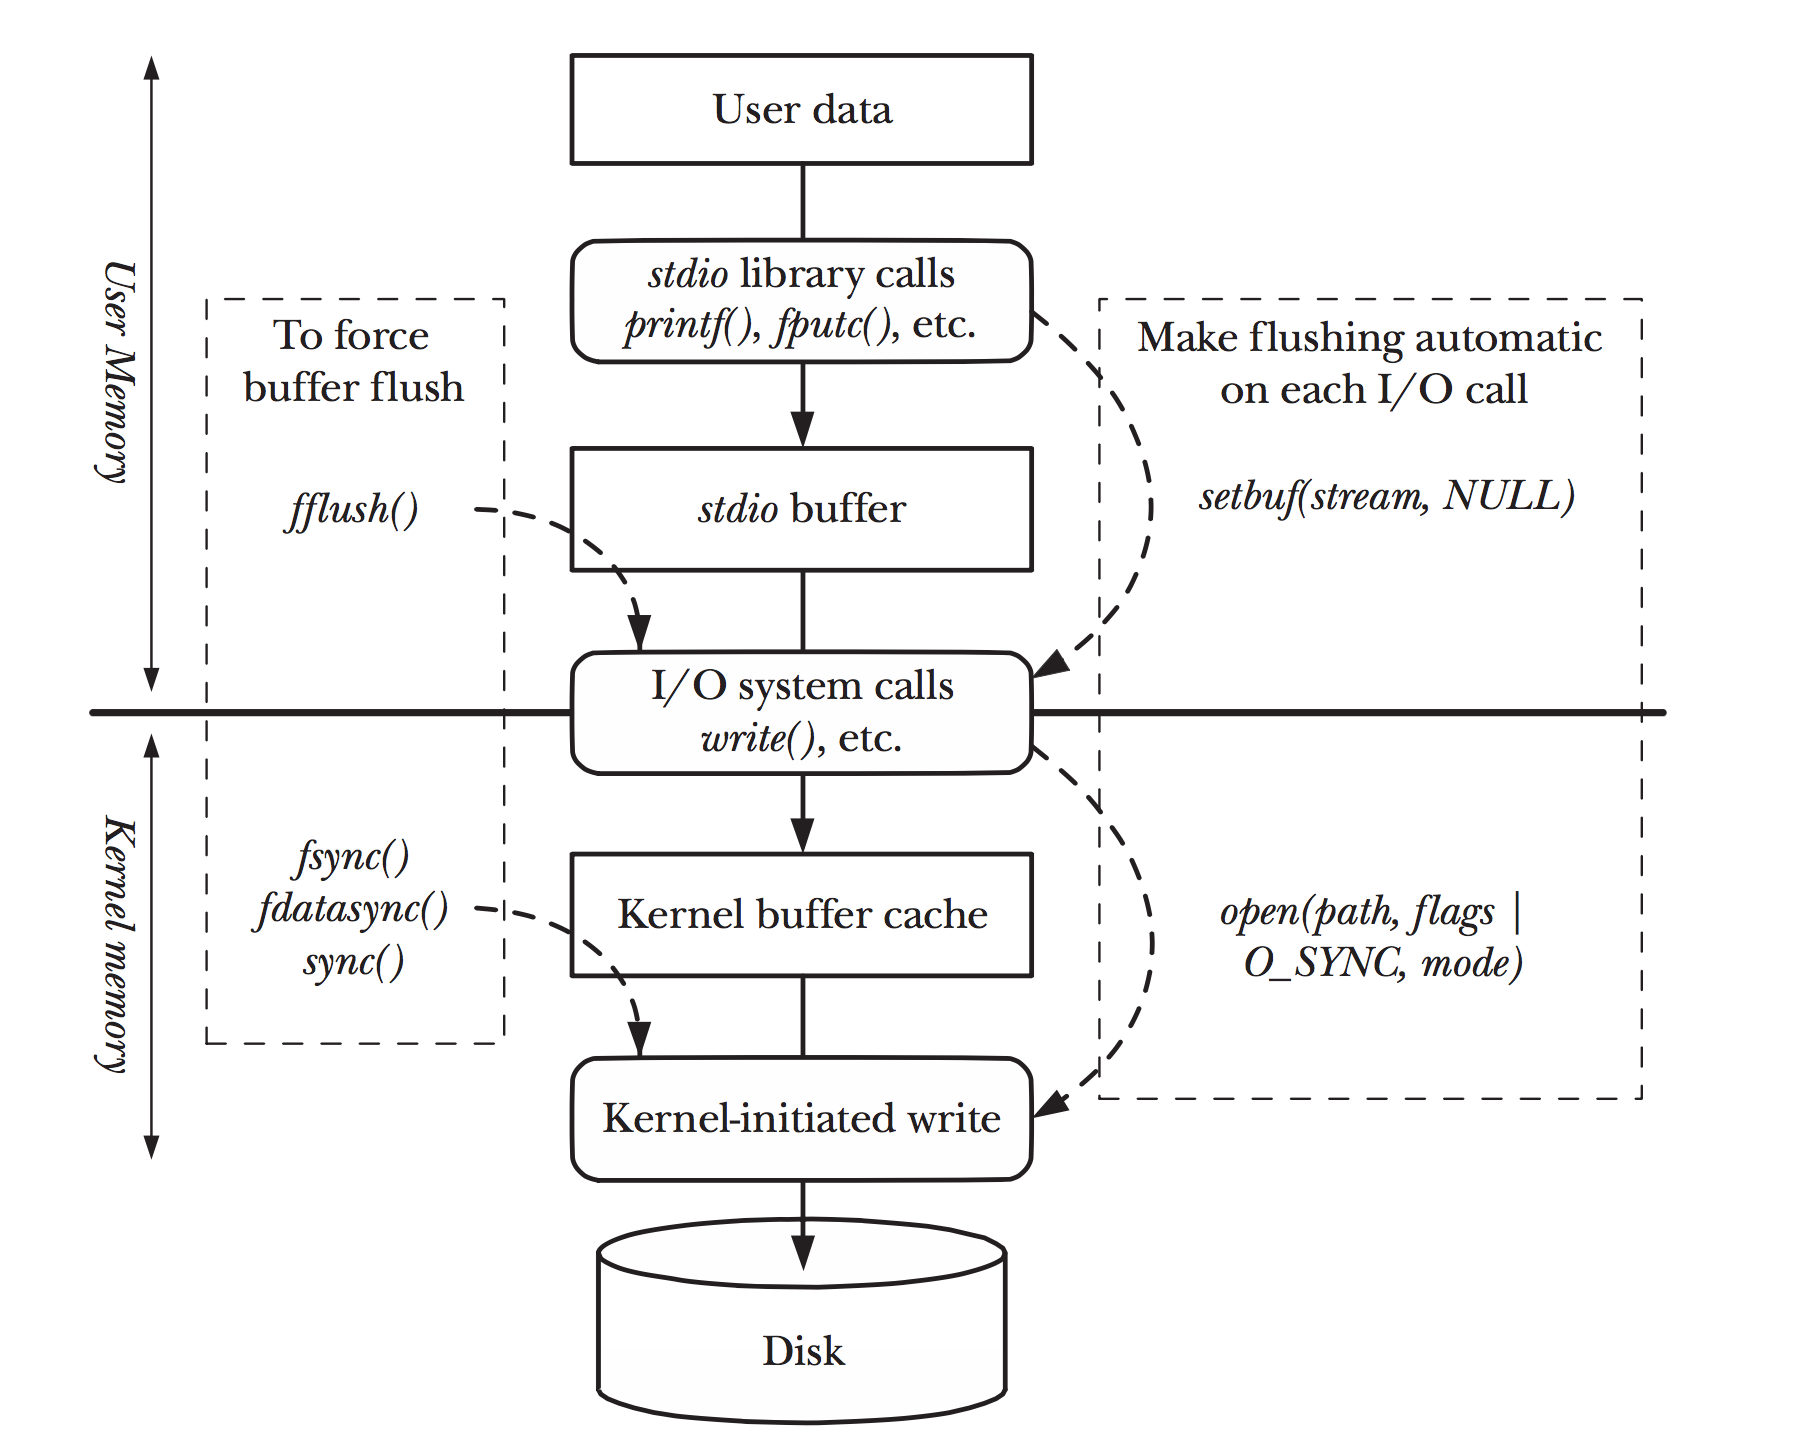 User data
stdio library calls
printf(), fputc(), etc.
User Memory
To force
buffer flush
Make flushing automatic
on each I/O call
fflush()
stdio buffer
setbuf(stream, NULL)
I/O system calls
write(), etc.
Kernel memory
fsync()
fdatasync()
sync()
Kernel buffer cache
open(path, flags |
O_SYNC, mode)
Kernel-initiated write
Disk